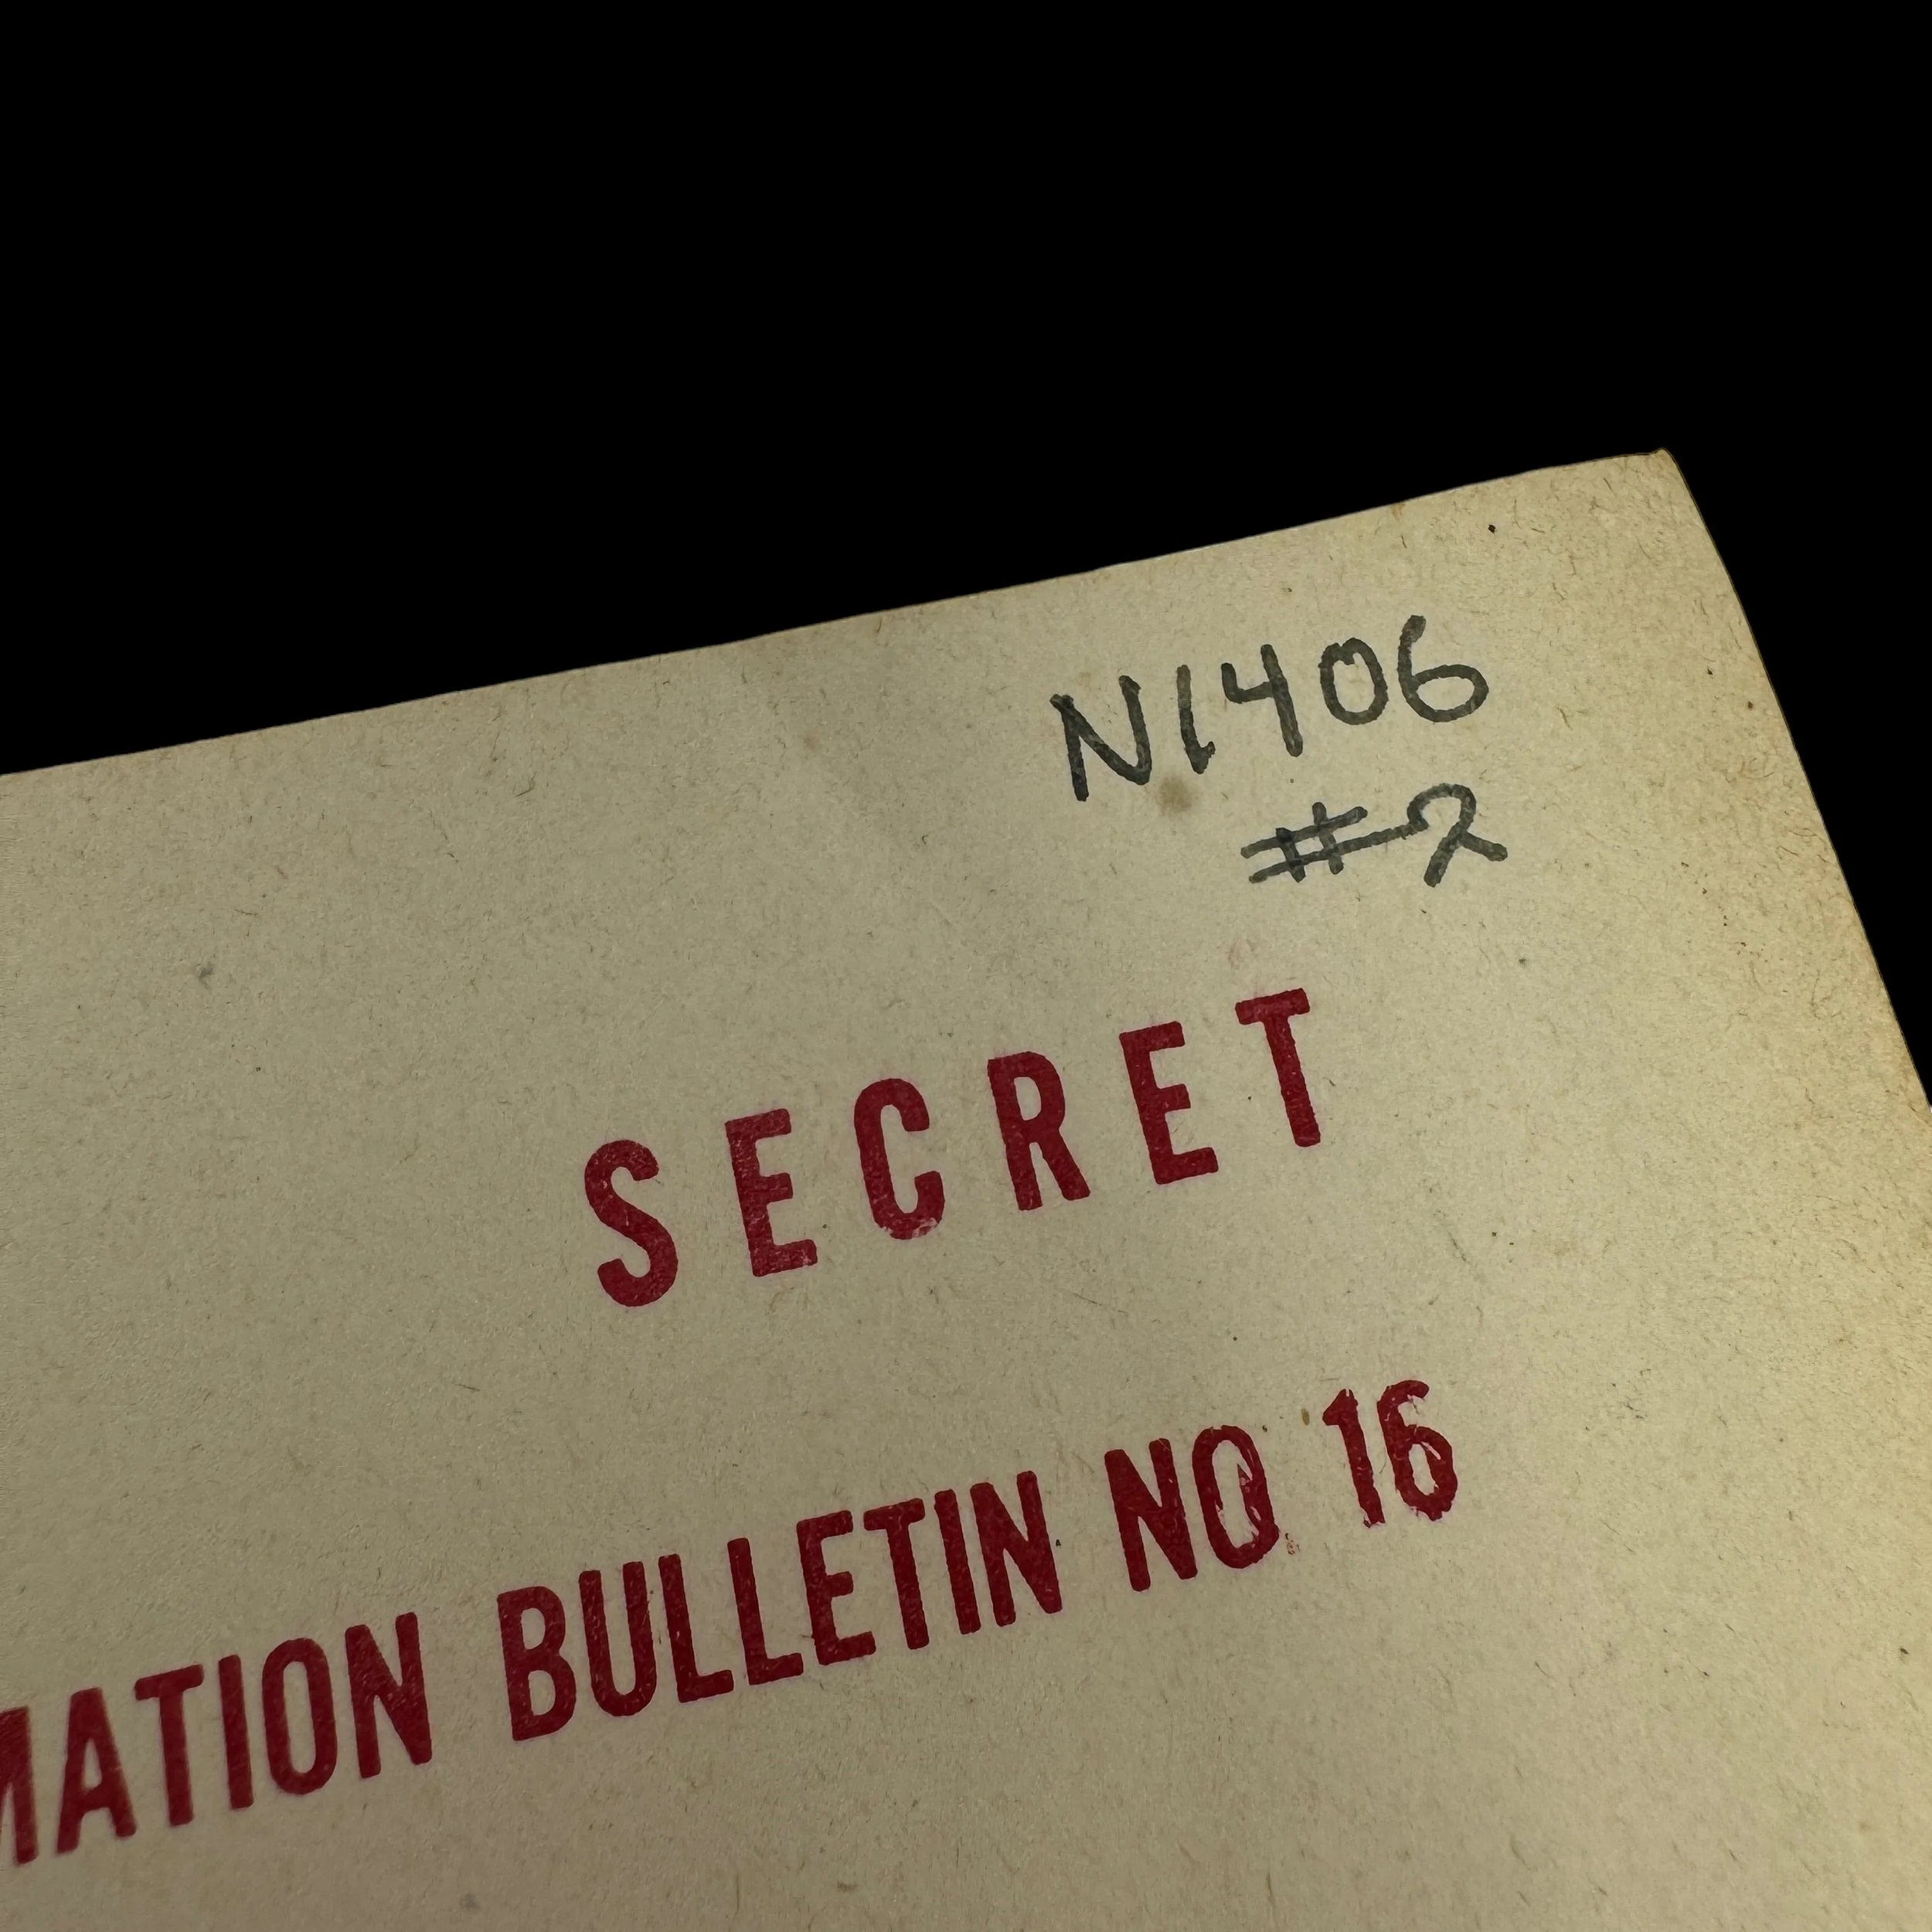 N1406
#2
SECRET
MATION BULLETIN NO 16